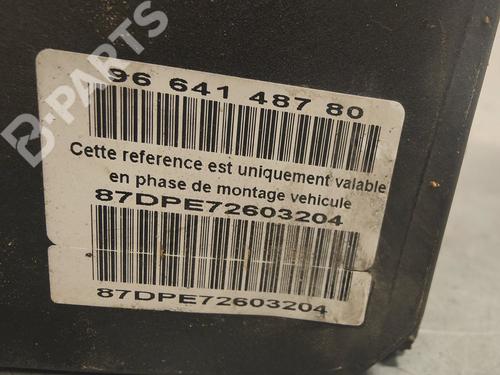 B-PARTS
96 641 487 80
Cette reference est uniquement valable
en phase de montage vehicule
87DPE72603204
87DPE72603204